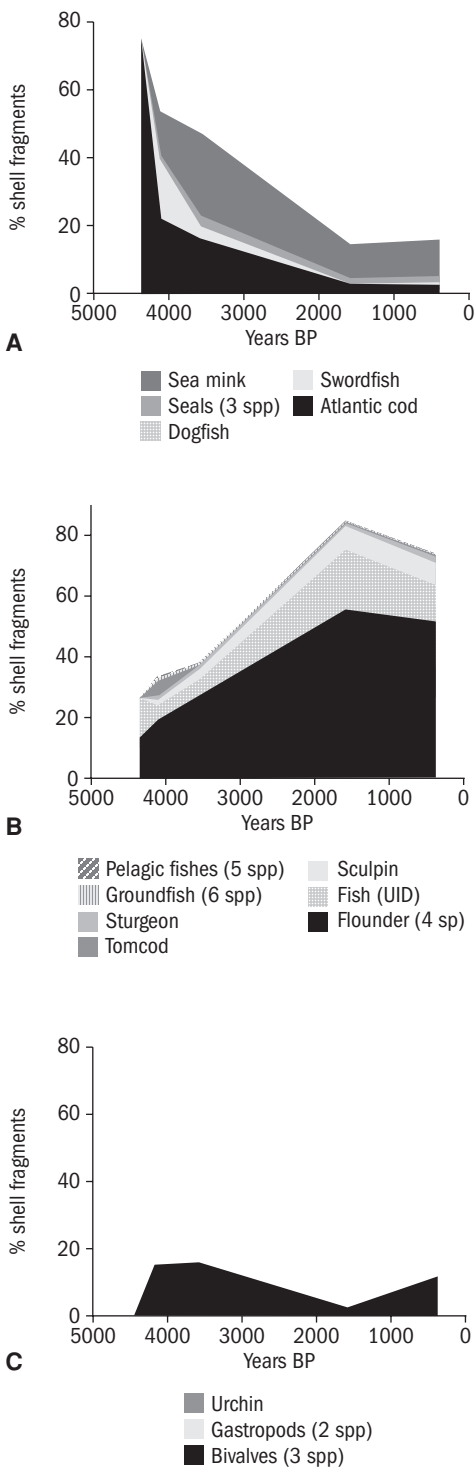 80
60
40
20
0
% shell fragments
5000 4000 3000 2000 1000 0
Years BP
A
Sea mink Swordfish
Seals (3 spp) Atlantic cod
Dogfish
80
60
40
20
0
% shell fragments
5000 4000 3000 2000 1000 0
Years BP
B
Pelagic fishes (5 spp) Sculpin
Groundfish (6 spp) Fish (UID)
Sturgeon Flounder (4 sp)
Tomcod
80
60
40
20
0
% shell fragments
5000 4000 3000 2000 1000 0
Years BP
C
Urchin
Gastropods (2 spp)
Bivalves (3 spp)